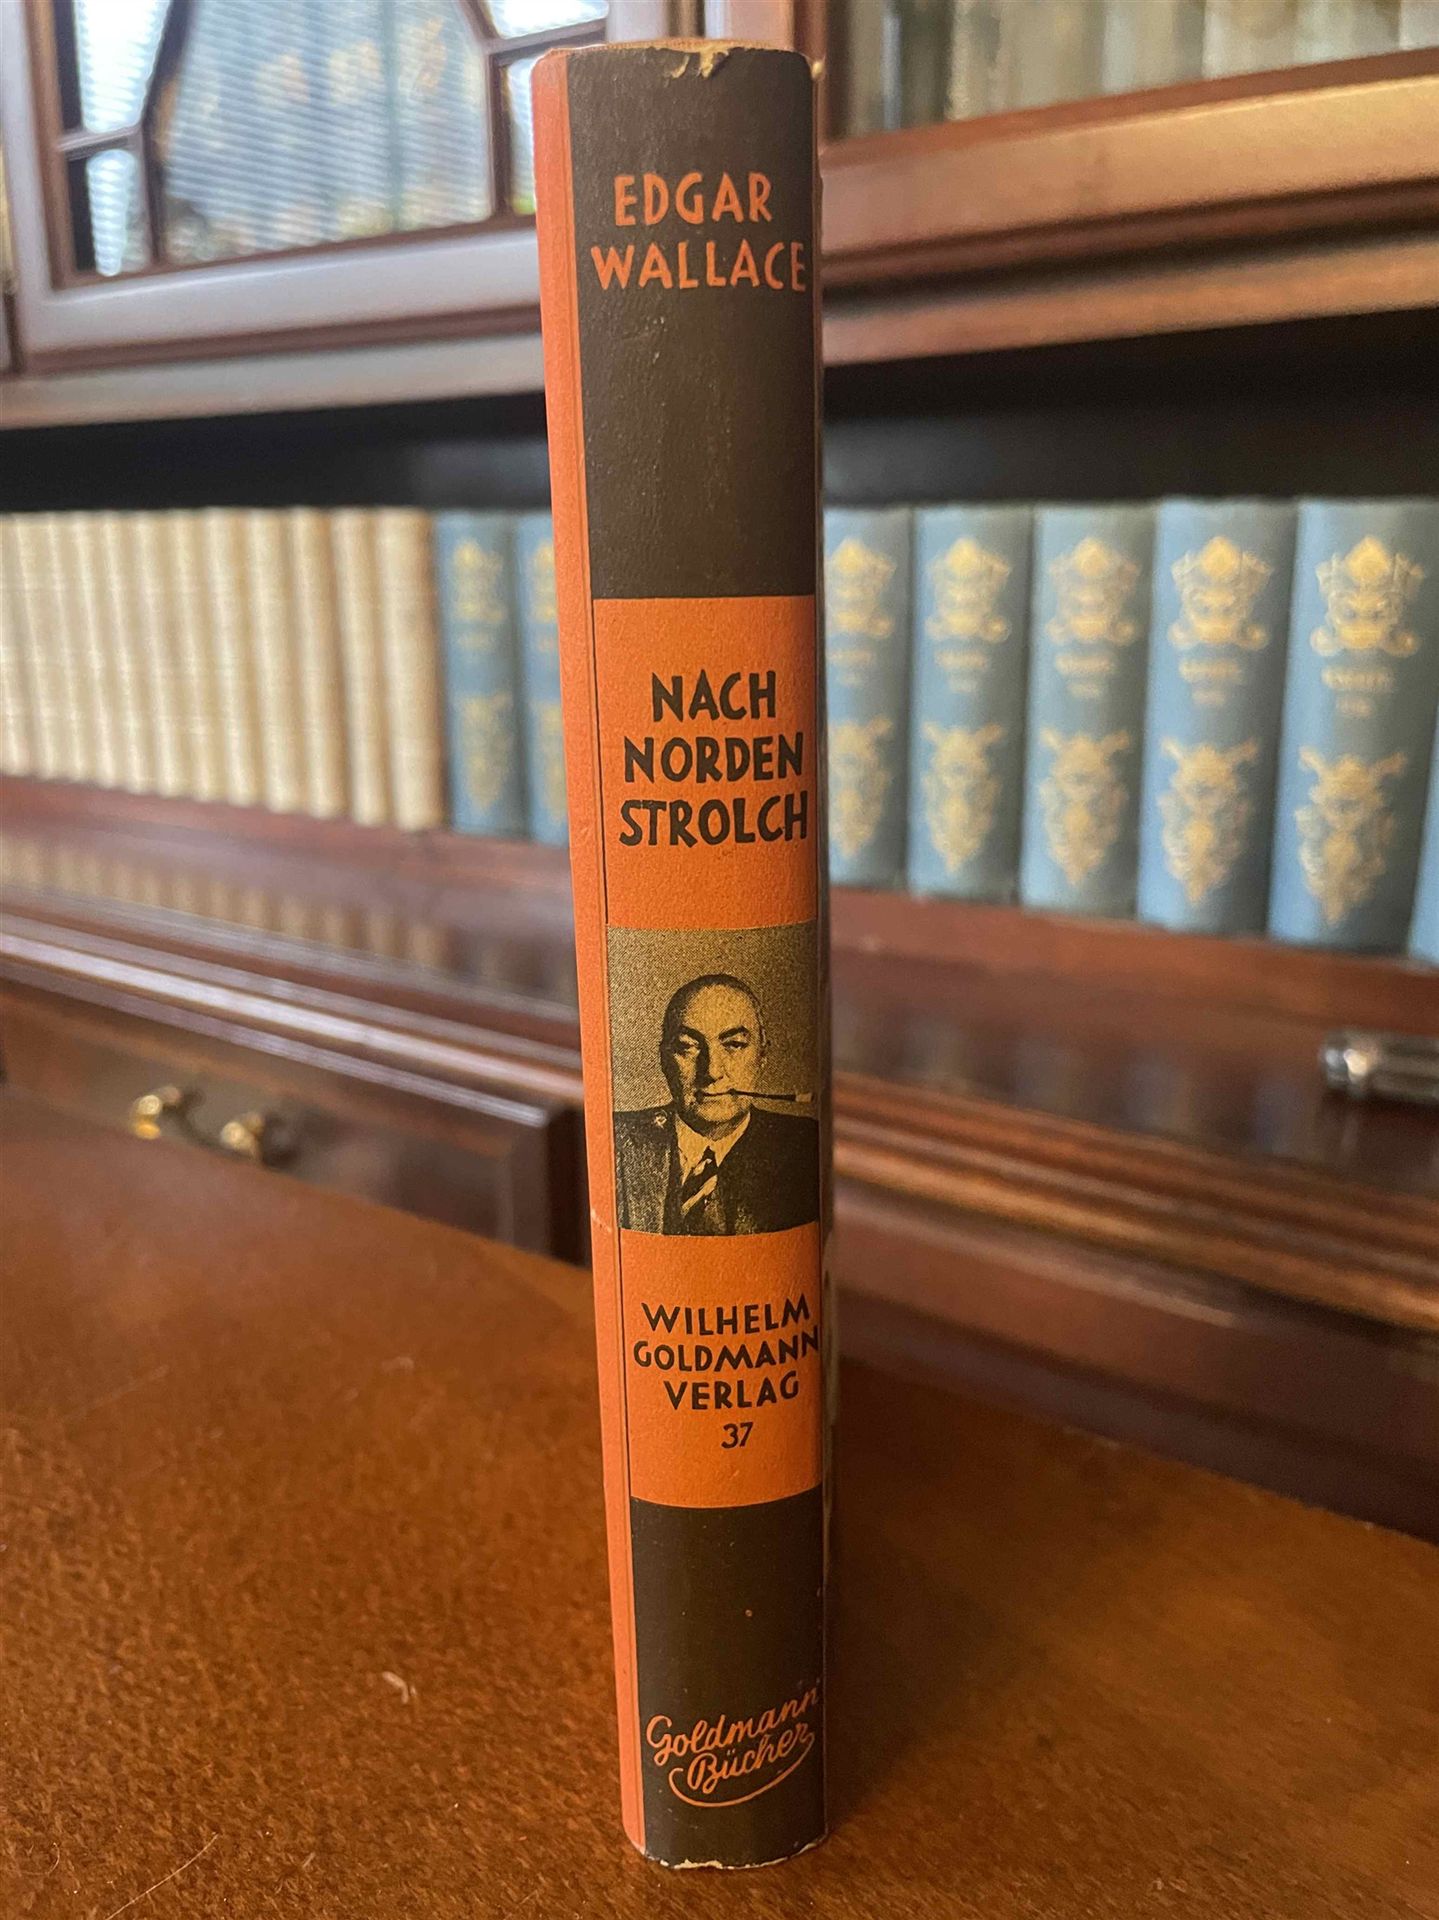 EDGAR
WALLACE
NACH
NORDEN
STROLCH
WILHELM
GOLDMANN
VERLAG
37
Goldmann
Bücher